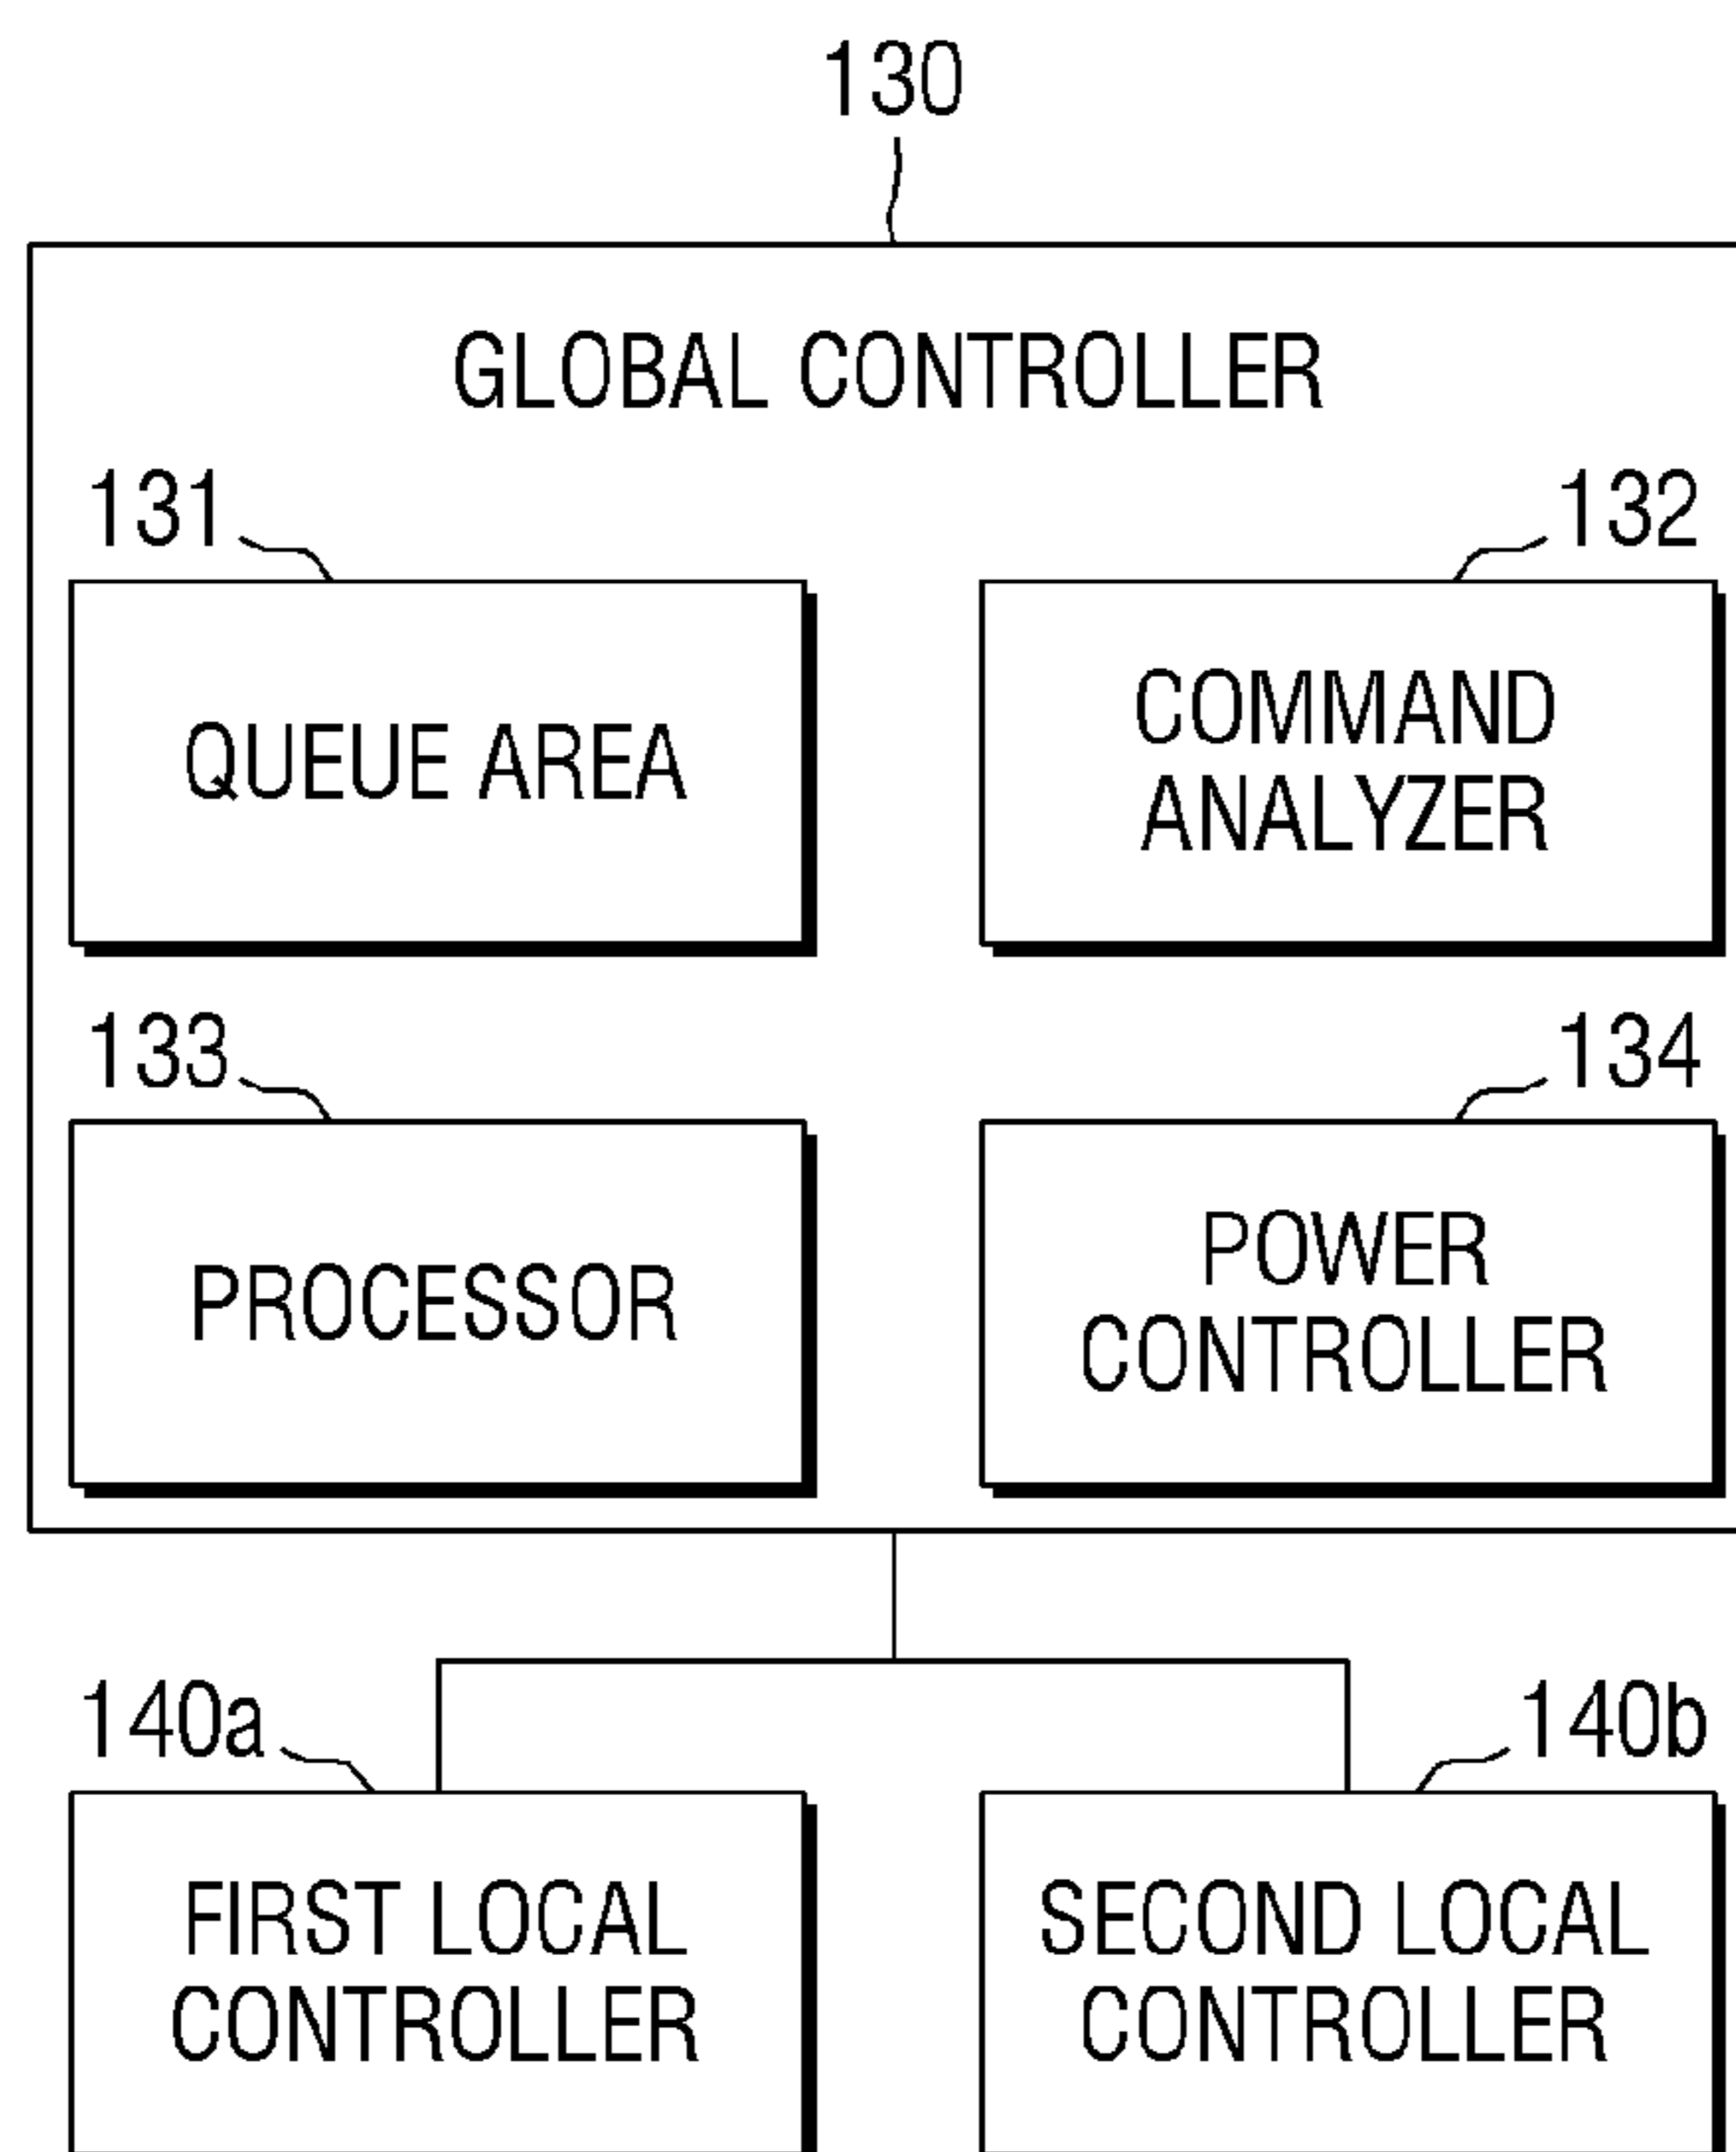 130
GLOBAL CONTROLLER
131
132
QUEUE AREA
COMMAND
ANALYZER
133
134
PROCESSOR
POWER
CONTROLLER
140a
140b
FIRST LOCAL
CONTROLLER
SECOND LOCAL
CONTROLLER